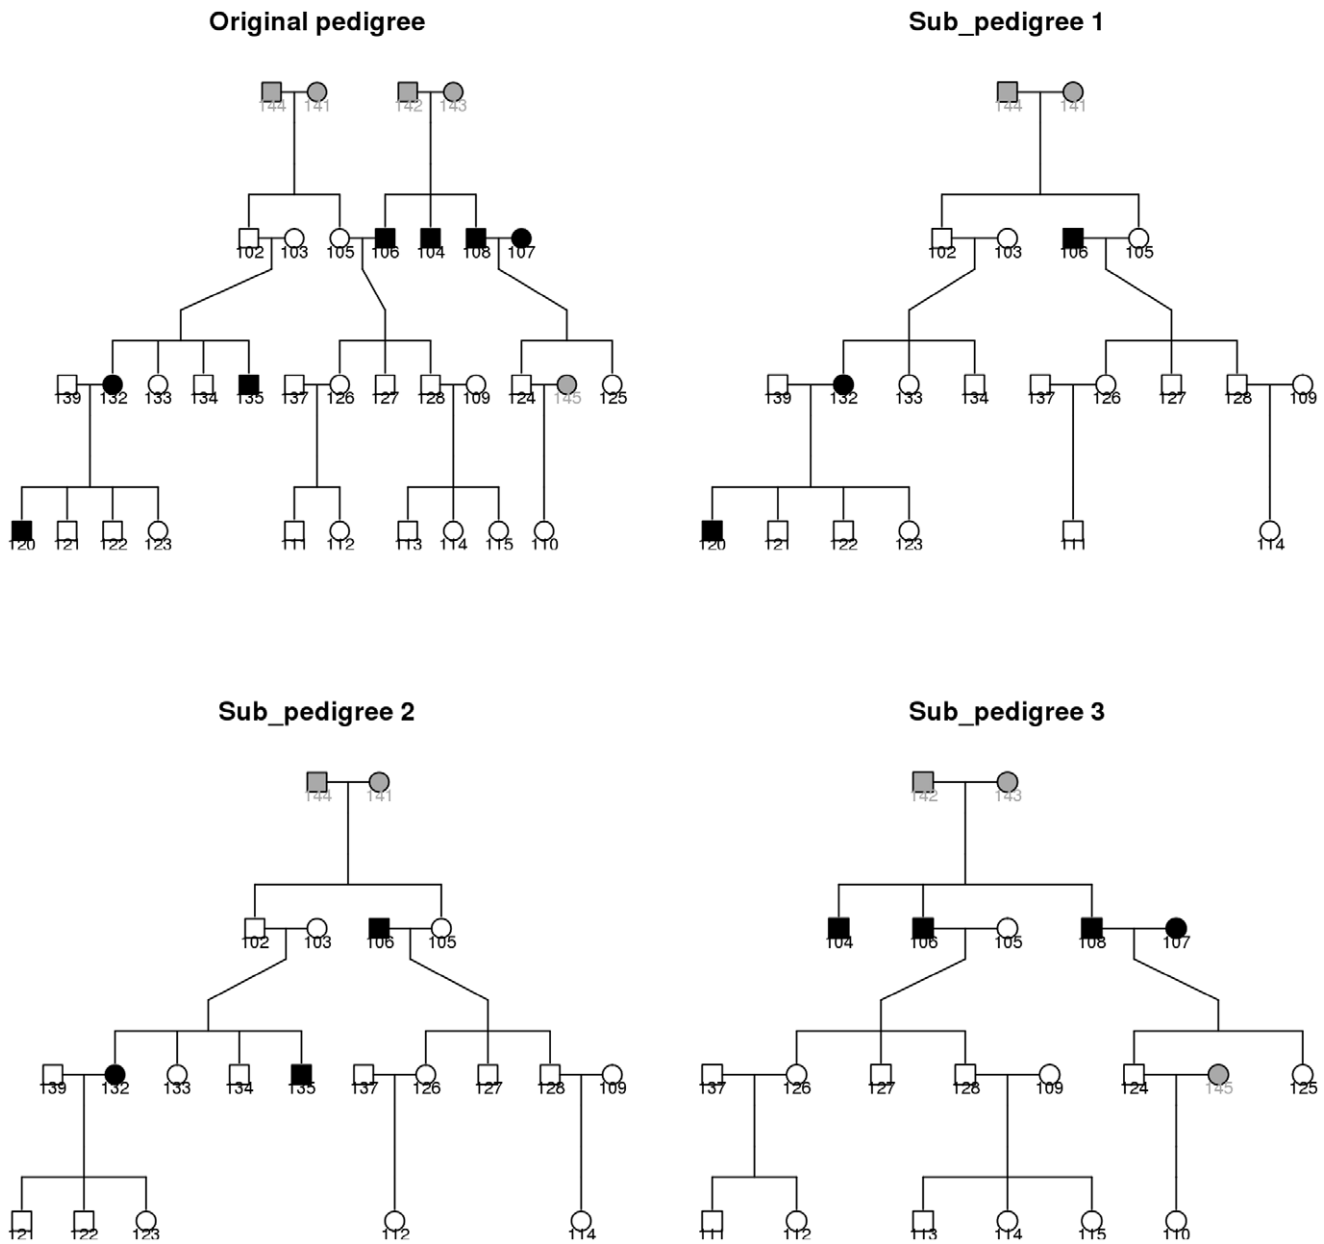 Original pedigree
144 141 142 143
102 103 105 106 104 108 107
139 132 133 134 135 137 126 127 128 109 124 145 125
120 121 122 123 111 112 113 114 115 110
Sub_pedigree 1
144 141
102 103 106 105
139 132 133 134 137 126 127 128 109
120 121 122 123 111 114
Sub_pedigree 2
144 141
102 103 106 105
139 132 133 134 135 137 126 127 128 109
121 122 123 112 114
Sub_pedigree 3
142 143
104 106 105 108 107
137 126 127 128 109 124 145 125
111 112 113 114 115 110